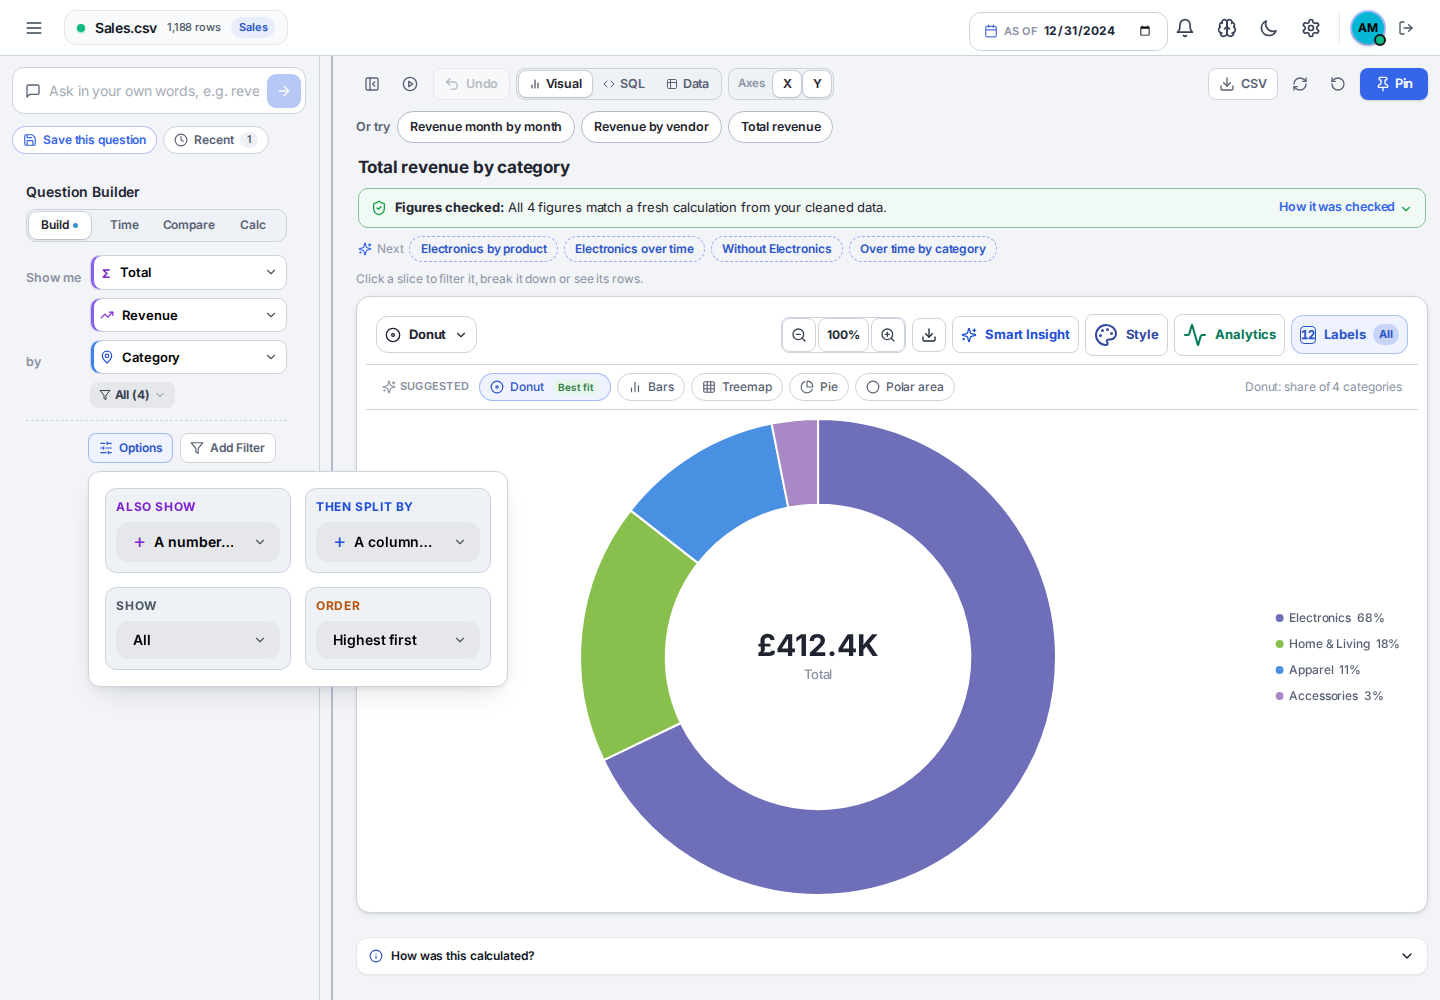 Sales.csv 1,188 rows Sales
AS OF 12/31/2024
AM
Ask in your own words, e.g. reve
Undo Visual SQL Data Axes X Y
CSV Pin
Save this question Recent 1
Or try Revenue month by month Revenue by vendor Total revenue
Total revenue by category
Question Builder
Build Time Compare Calc
Figures checked: All 4 figures match a fresh calculation from your cleaned data. How it was checked
Next Electronics by product Electronics over time Without Electronics Over time by category
Click a slice to filter it, break it down or see its rows.
Show me Σ Total
Revenue
by Category
All (4)
Options Add Filter
Donut 100% Smart Insight Style Analytics 12 Labels All
SUGGESTED Donut Best fit Bars Treemap Pie Polar area Donut: share of 4 categories
ALSO SHOW
+ A number...
THEN SPLIT BY
+ A column...
SHOW
All
ORDER
Highest first
£412.4K
Total
Electronics 68%
Home & Living 18%
Apparel 11%
Accessories 3%
How was this calculated?